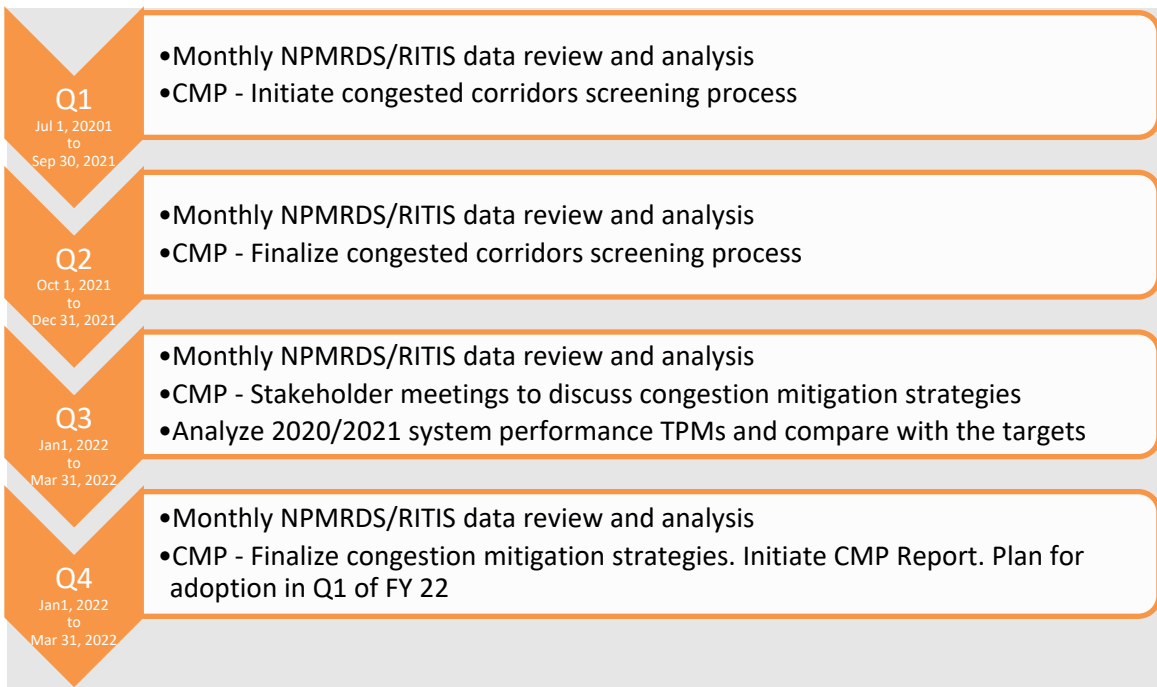 Q1
Jul 1, 20201
to
Sep 30, 2021
•Monthly NPMRDS/RITIS data review and analysis
•CMP - Initiate congested corridors screening process
Q2
Oct 1, 2021
to
Dec 31, 2021
•Monthly NPMRDS/RITIS data review and analysis
•CMP - Finalize congested corridors screening process
Q3
Jan1, 2022
to
Mar 31, 2022
•Monthly NPMRDS/RITIS data review and analysis
•CMP - Stakeholder meetings to discuss congestion mitigation strategies
•Analyze 2020/2021 system performance TPMs and compare with the targets
Q4
Jan1, 2022
to
Mar 31, 2022
•Monthly NPMRDS/RITIS data review and analysis
•CMP - Finalize congestion mitigation strategies. Initiate CMP Report. Plan for
adoption in Q1 of FY 22